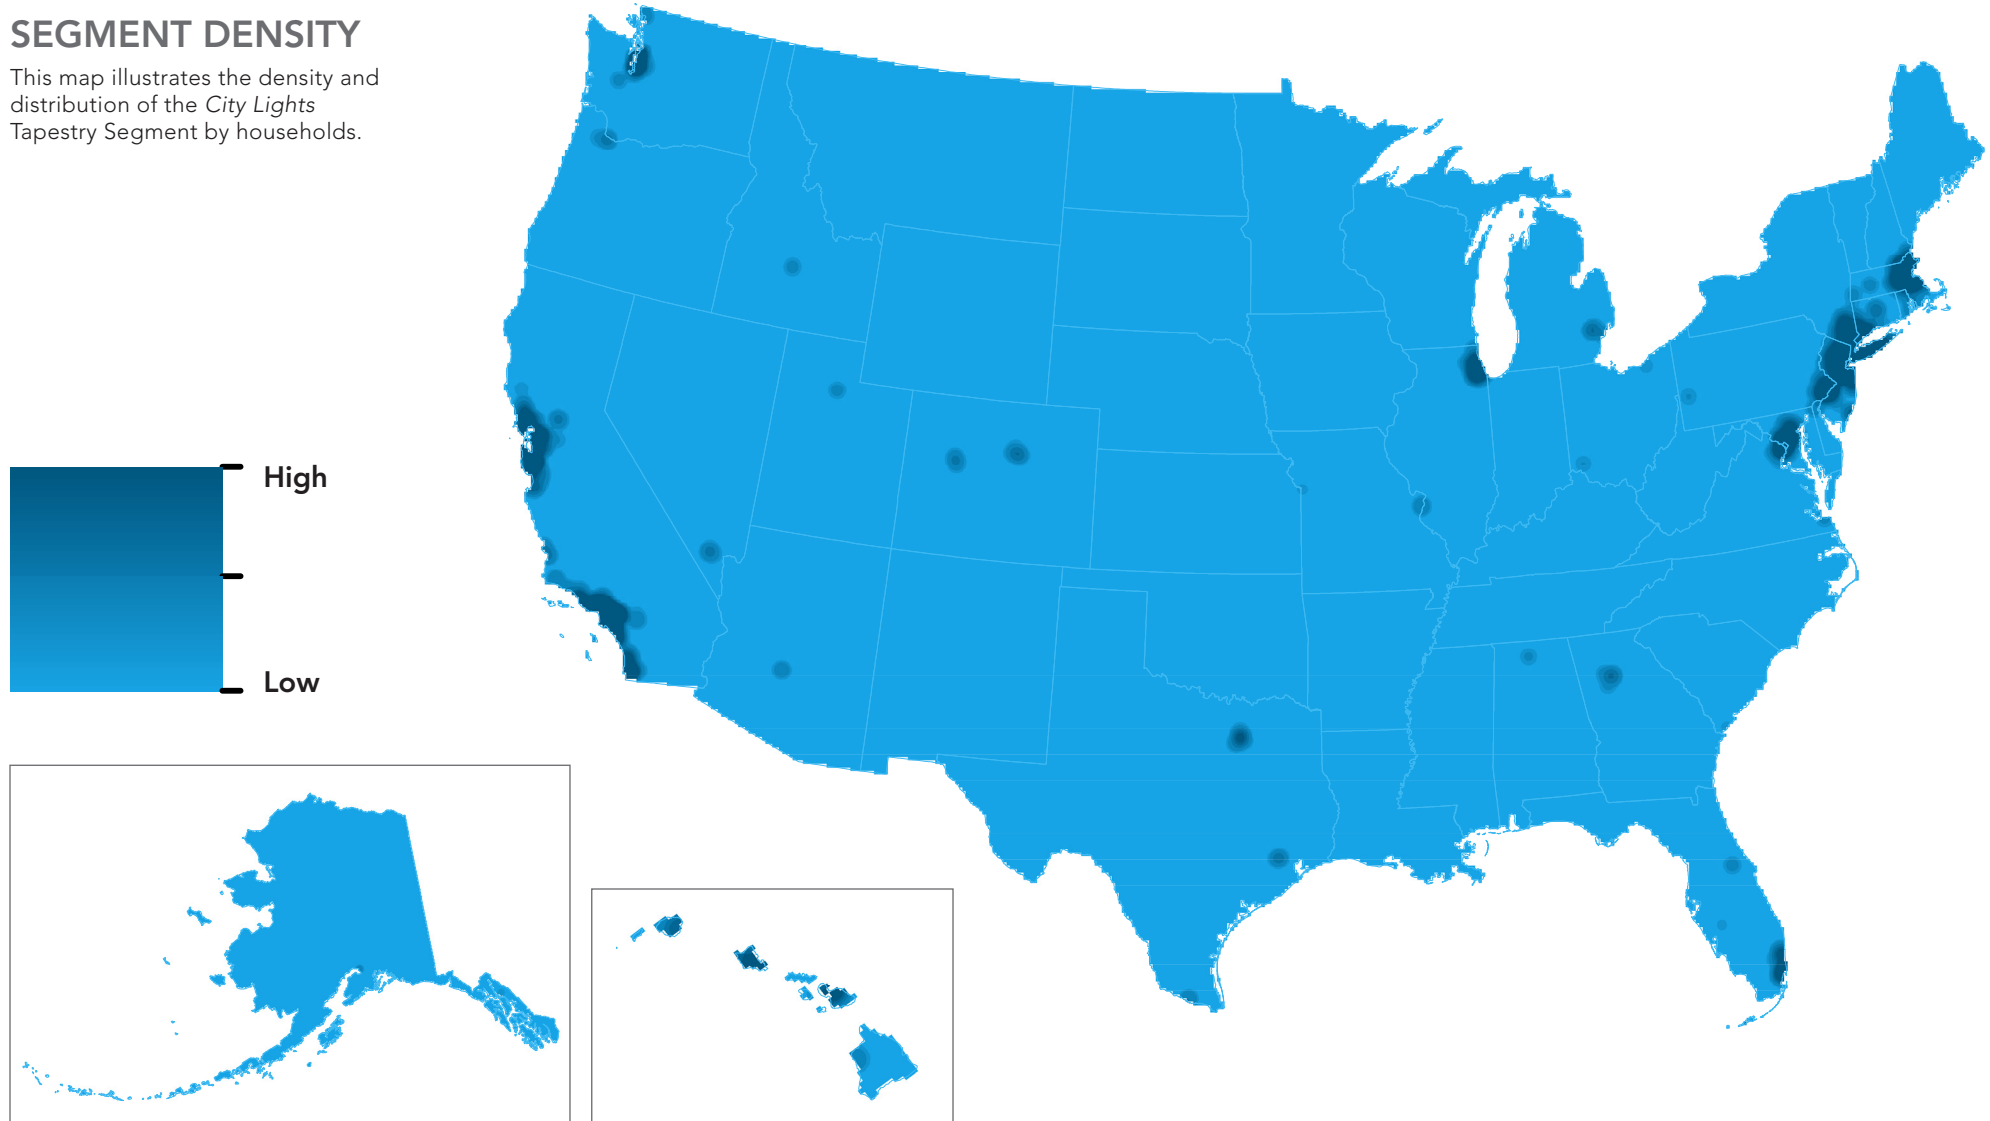 SEGMENT DENSITY
This map illustrates the density and
distribution of the City Lights
Tapestry Segment by households.
High
Low